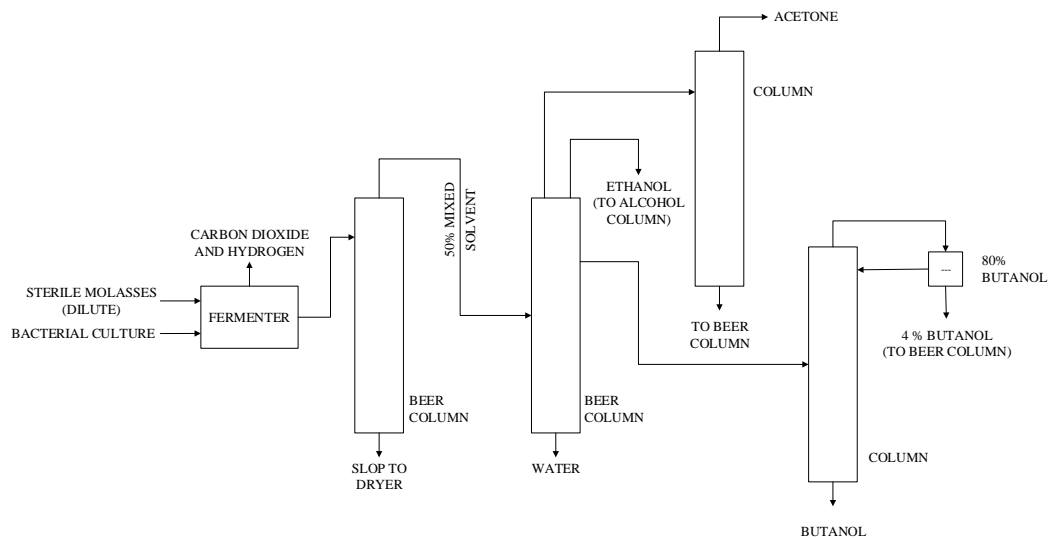 ACETONE
COLUMN
50% MIXED
SOLVENT
ETHANOL
(TO ALCOHOL
COLUMN)
CARBON DIOXIDE
AND HYDROGEN
80%
BUTANOL
---
STERILE MOLASSES
(DILUTE)
FERMENTER
BACTERIAL CULTURE
TO BEER
COLUMN
4 % BUTANOL
(TO BEER COLUMN)
BEER
COLUMN
BEER
COLUMN
COLUMN
SLOP TO
DRYER
WATER
BUTANOL